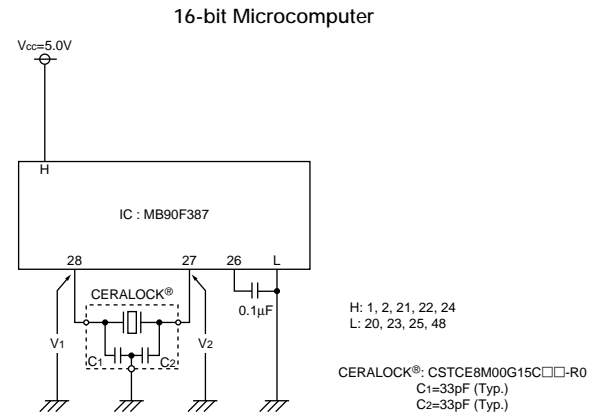 16-bit Microcomputer
Vcc=5.0V
H
IC : MB90F387
28 27 26 L
CERALOCK®
0.1μF
V1 V2
C1 C2
H: 1, 2, 21, 22, 24
L: 20, 23, 25, 48
CERALOCK®: CSTCE8M00G15C□□-R0
C1=33pF (Typ.)
C2=33pF (Typ.)